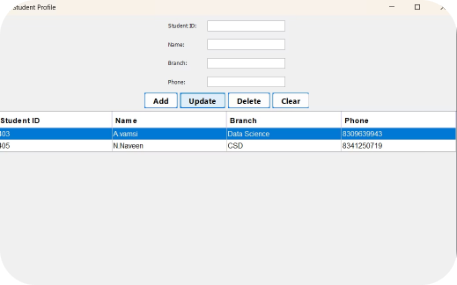 Student Profile
Student ID:
Name:
Branch:
Phone:
Add Update Delete Clear
Student ID Name Branch Phone
403 A.vamsi Data Science 8309639943
405 N.Naveen CSD 8341250719